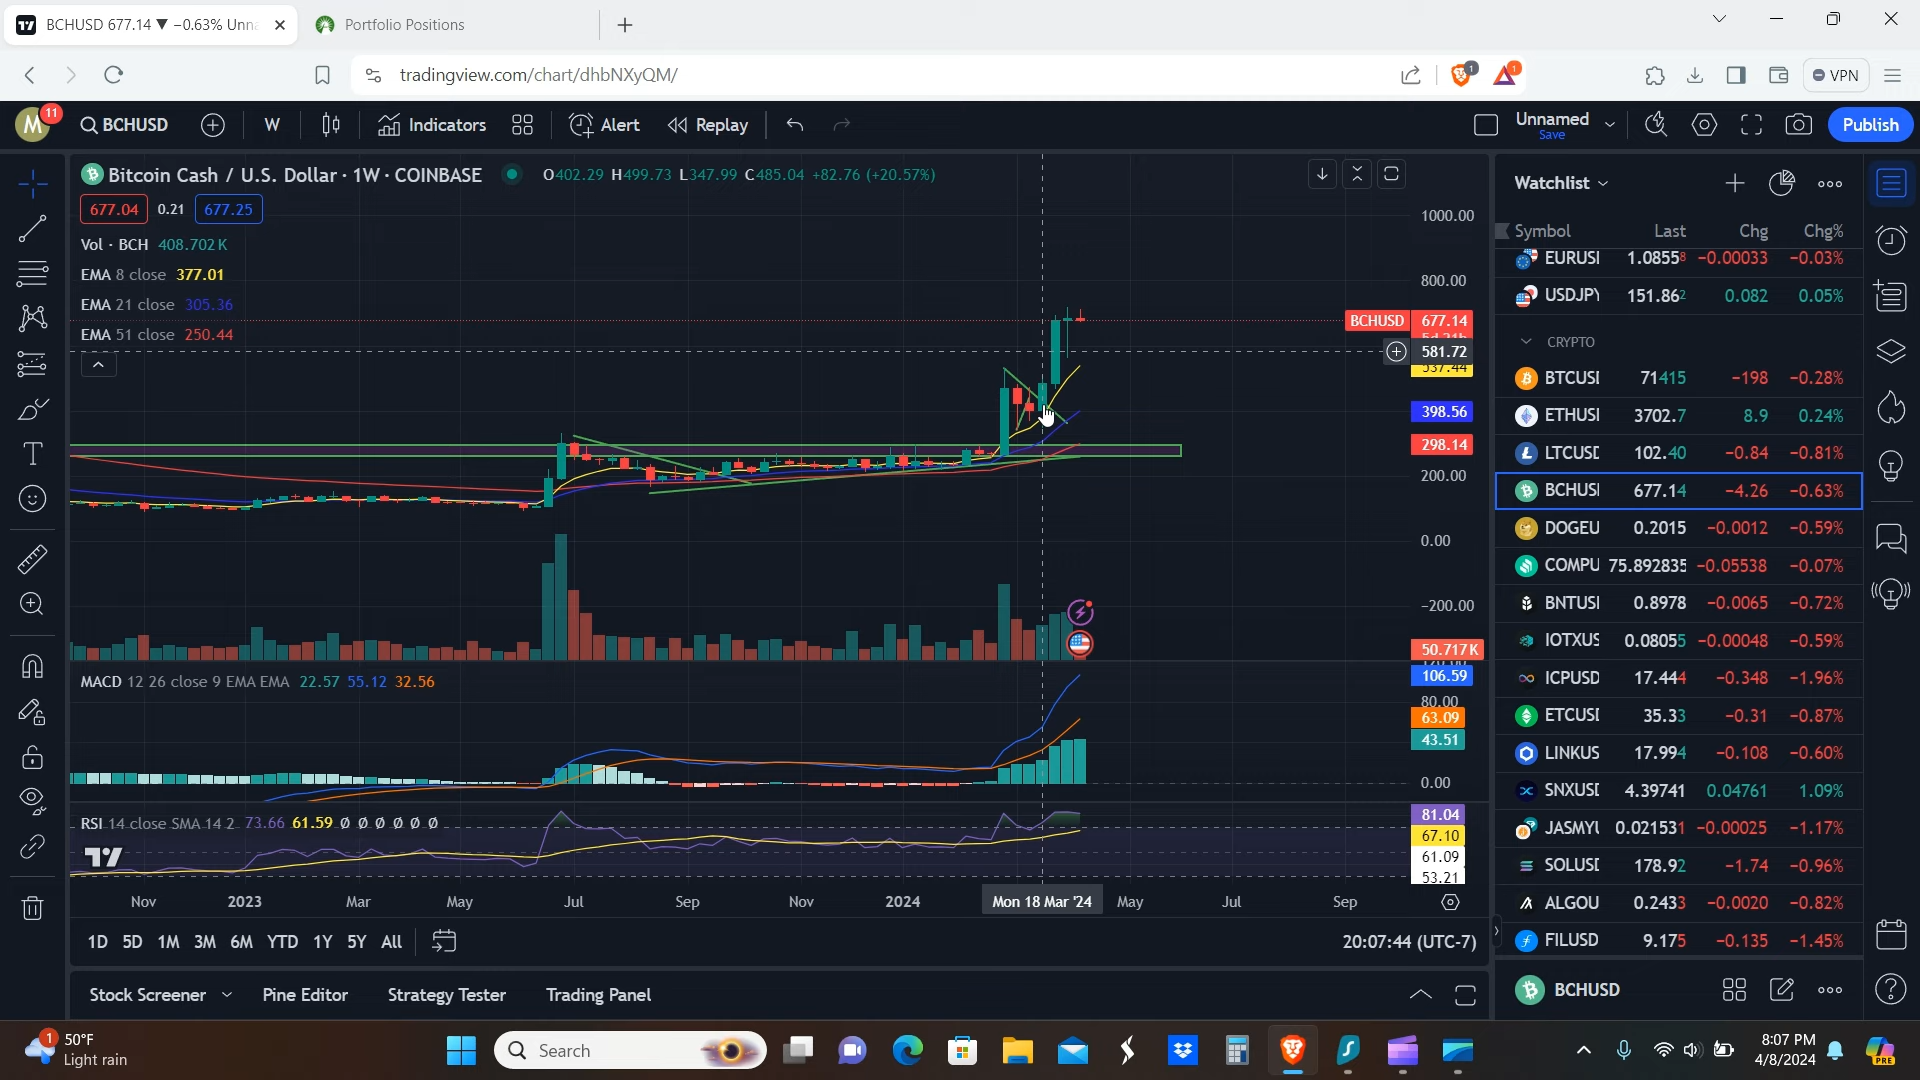 BCHUSD 677.14 ▼ −0.63% Unna
Portfolio Positions
tradingview.com/chart/dhbNXyQM/
1
1
VPN
M
11
BCHUSD
W
Indicators
Alert
Replay
Unnamed
Save
Publish
Bitcoin Cash / U.S. Dollar · 1W · COINBASE
O402.29 H499.73 L347.99 C485.04 +82.76 (+20.57%)
677.04 0.21 677.25
Vol · BCH 408.702K
EMA 8 close 377.01
EMA 21 close 305.36
EMA 51 close 250.44
1000.00
800.00
BCHUSD 677.14
581.72
537.44
398.56
298.14
200.00
0.00
−200.00
50.717K
MACD 12 26 close 9 EMA EMA 22.57 55.12 32.56
106.59
80.00
63.09
43.51
0.00
RSI 14 close SMA 14 2 73.66 61.59 Ø Ø Ø Ø Ø Ø
81.04
67.10
61.09
53.21
Nov 2023 Mar May Jul Sep Nov 2024 Mon 18 Mar '24 May Jul Sep
1D 5D 1M 3M 6M YTD 1Y 5Y All
20:07:44 (UTC-7)
Stock Screener Pine Editor Strategy Tester Trading Panel
Watchlist
Symbol Last Chg Chg%
EURUSI 1.08558 −0.00033 −0.03%
USDJPY 151.862 0.082 0.05%
CRYPTO
BTCUSI 71415 −198 −0.28%
ETHUSI 3702.7 8.9 0.24%
LTCUSD 102.40 −0.84 −0.81%
BCHUSI 677.14 −4.26 −0.63%
DOGEU 0.2015 −0.0012 −0.59%
COMPU 75.892835 −0.05538 −0.07%
BNTUSI 0.8978 −0.0065 −0.72%
IOTXUS 0.08055 −0.00048 −0.59%
ICPUSD 17.444 −0.348 −1.96%
ETCUSI 35.33 −0.31 −0.87%
LINKUS 17.994 −0.108 −0.60%
SNXUSI 4.39741 0.04761 1.09%
JASMYU 0.021531 −0.00025 −1.17%
SOLUSI 178.92 −1.74 −0.96%
ALGOU 0.2433 −0.0020 −0.82%
FILUSD 9.175 −0.135 −1.45%
BCHUSD
1
50°F
Light rain
Search
8:07 PM
4/8/2024
PRE